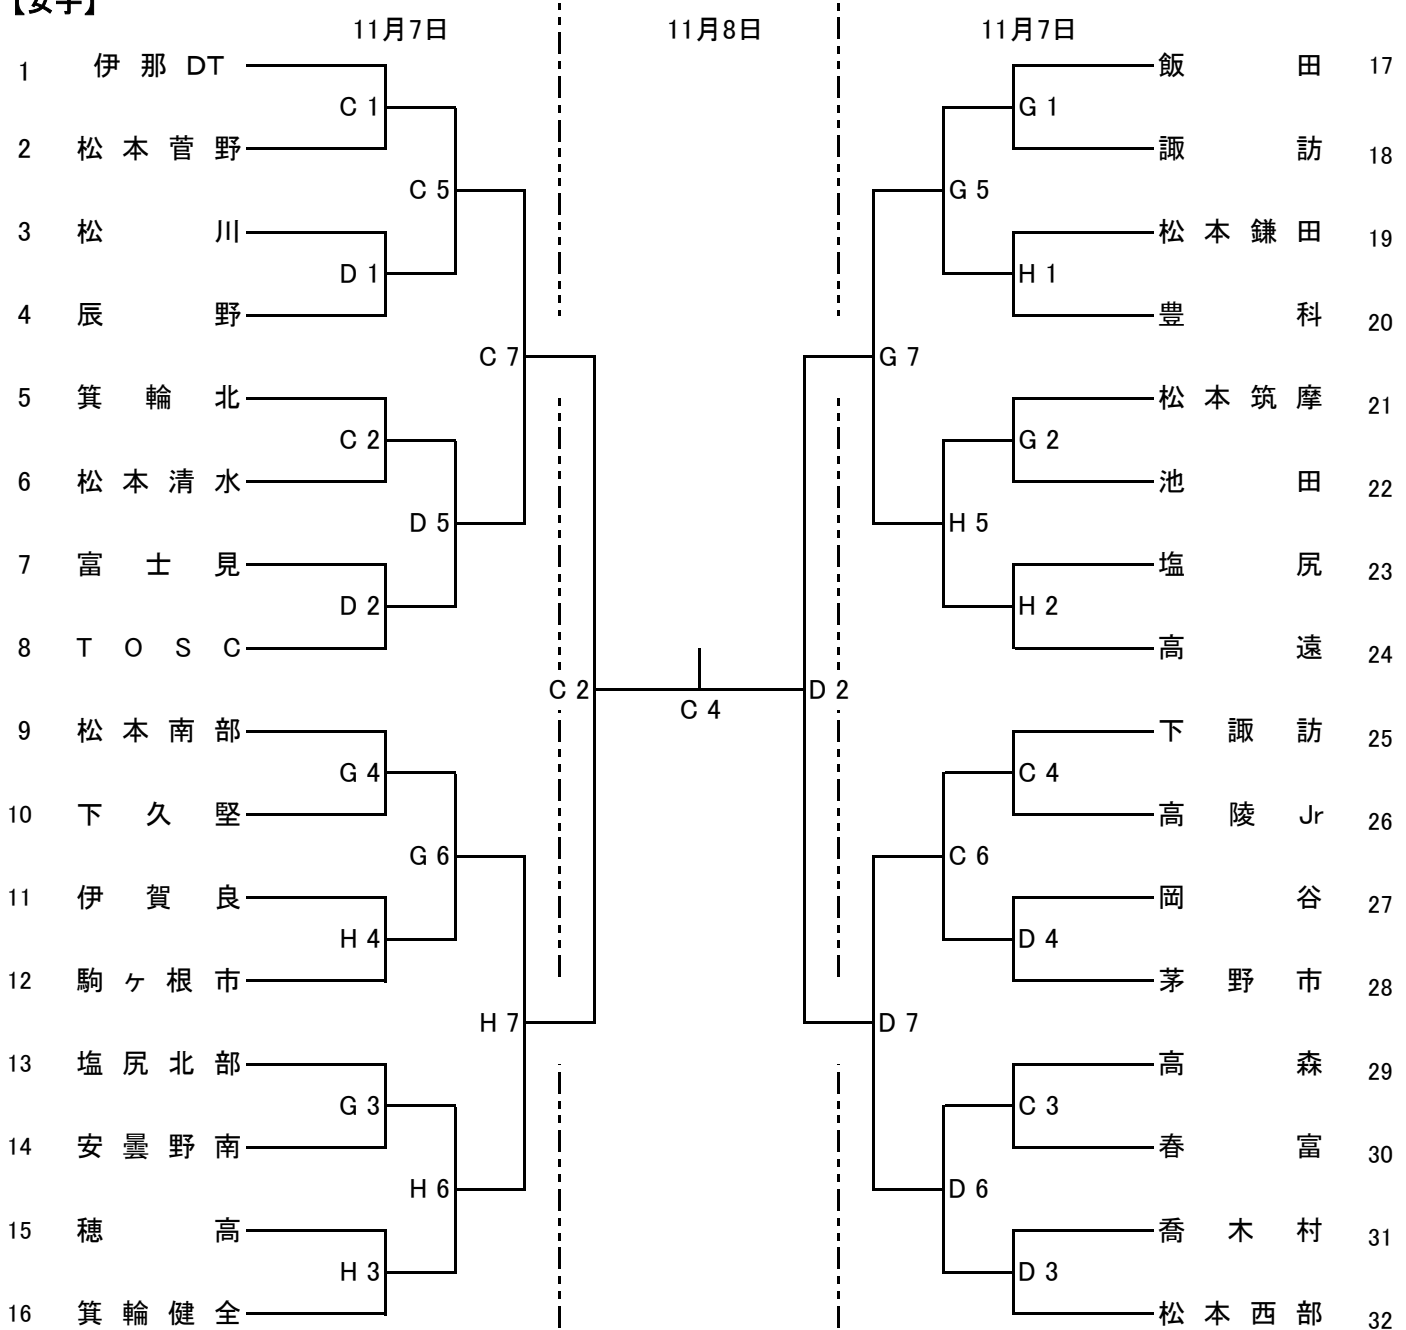 【女子】
11月7日 11月8日 11月7日
1 伊那DT 飯田 17
C1 G1
2 松本菅野 諏訪 18
C5 G5
3 松川 松本鎌田 19
D1 H1
4 辰野 豊科 20
C7 G7
5 箕輪北 松本筑摩 21
C2 G2
6 松本清水 池田 22
D5 H5
7 富士見 塩尻 23
D2 H2
8 TOSC 高遠 24
C2 D2
C4
9 松本南部 下諏訪 25
G4 C4
10 下久堅 高陵Jr 26
G6 C6
11 伊賀良 岡谷 27
H4 D4
12 駒ヶ根市 茅野市 28
H7 D7
13 塩尻北部 高森 29
G3 C3
14 安曇野南 春富 30
H6 D6
15 穂高 喬木村 31
H3 D3
16 箕輪健全 松本西部 32